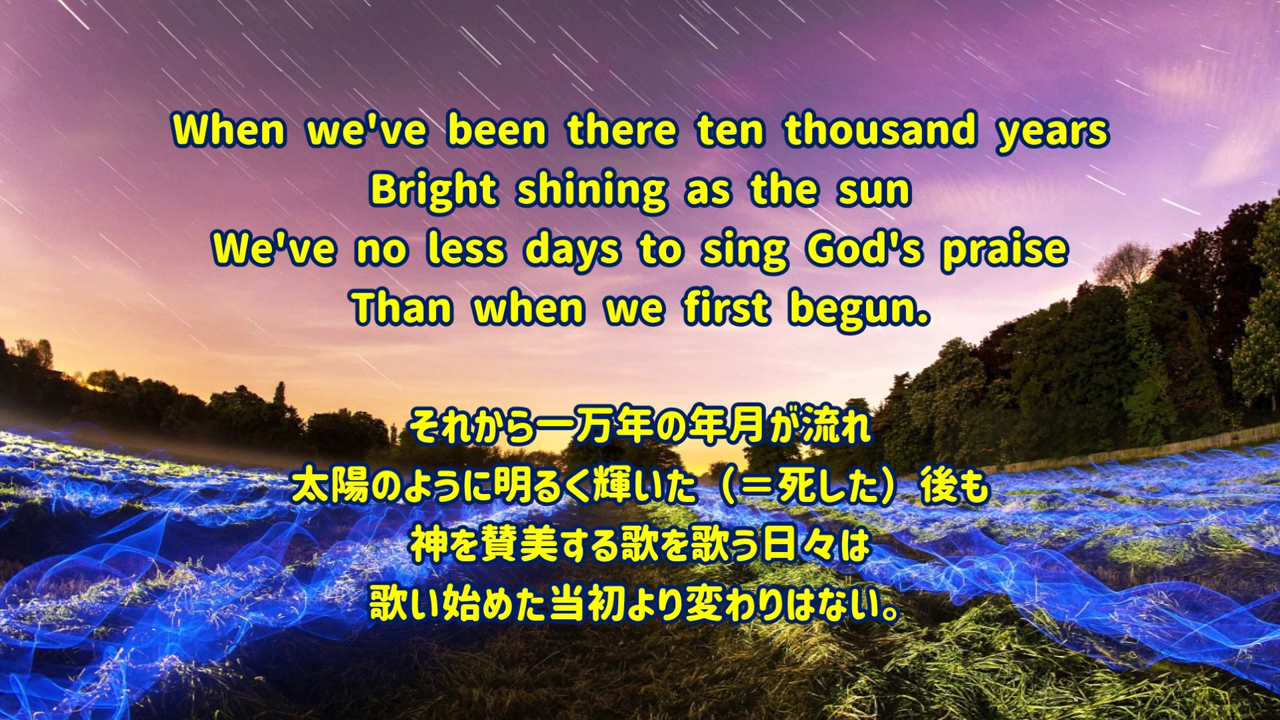 When we've been there ten thousand years
Bright shining as the sun
We've no less days to sing God's praise
Than when we first begun.
それから一万年の年月が流れ
太陽のように明るく輝いた（＝死した）後も
神を賛美する歌を歌う日々は
歌い始めた当初より変わりはない。